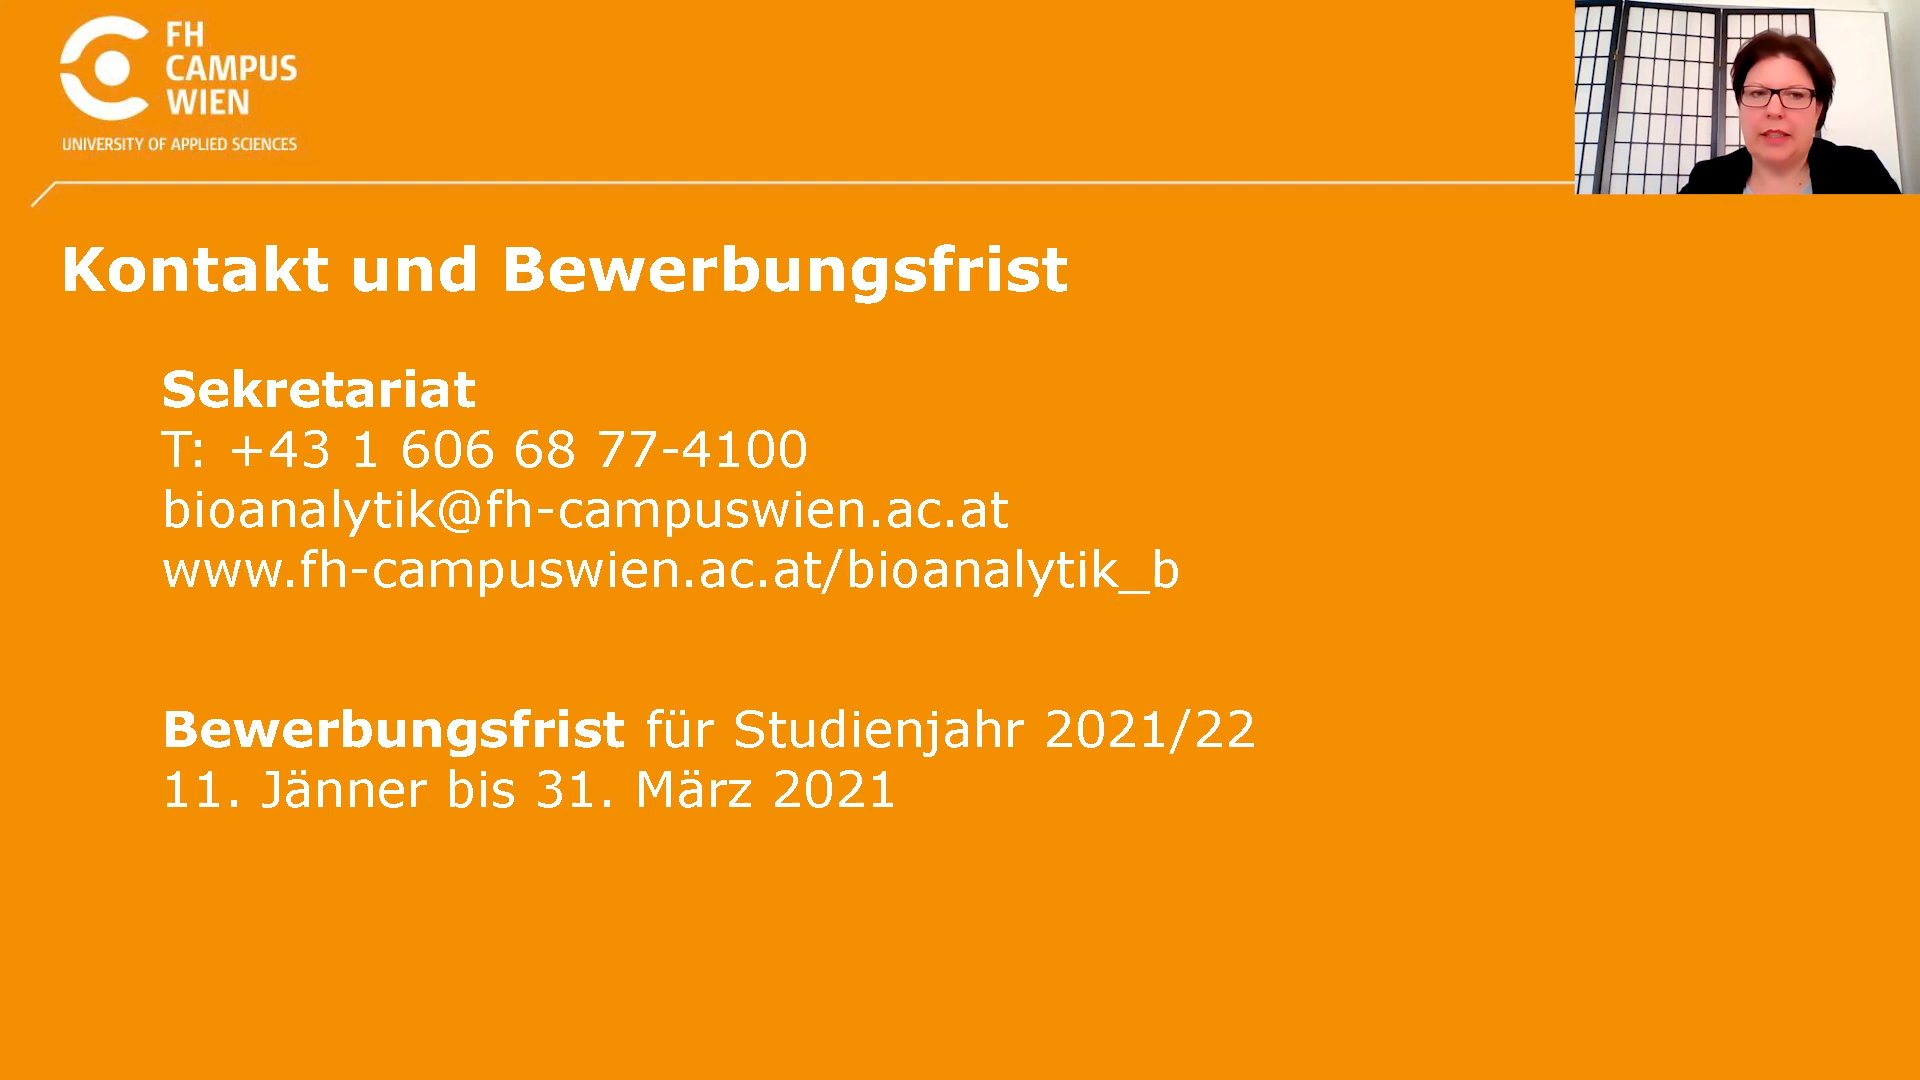 FH
CAMPUS
WIEN
UNIVERSITY OF APPLIED SCIENCES
Kontakt und Bewerbungsfrist
Sekretariat
T: +43 1 606 68 77-4100
bioanalytik@fh-campuswien.ac.at
www.fh-campuswien.ac.at/bioanalytik_b
Bewerbungsfrist für Studienjahr 2021/22
11. Jänner bis 31. März 2021